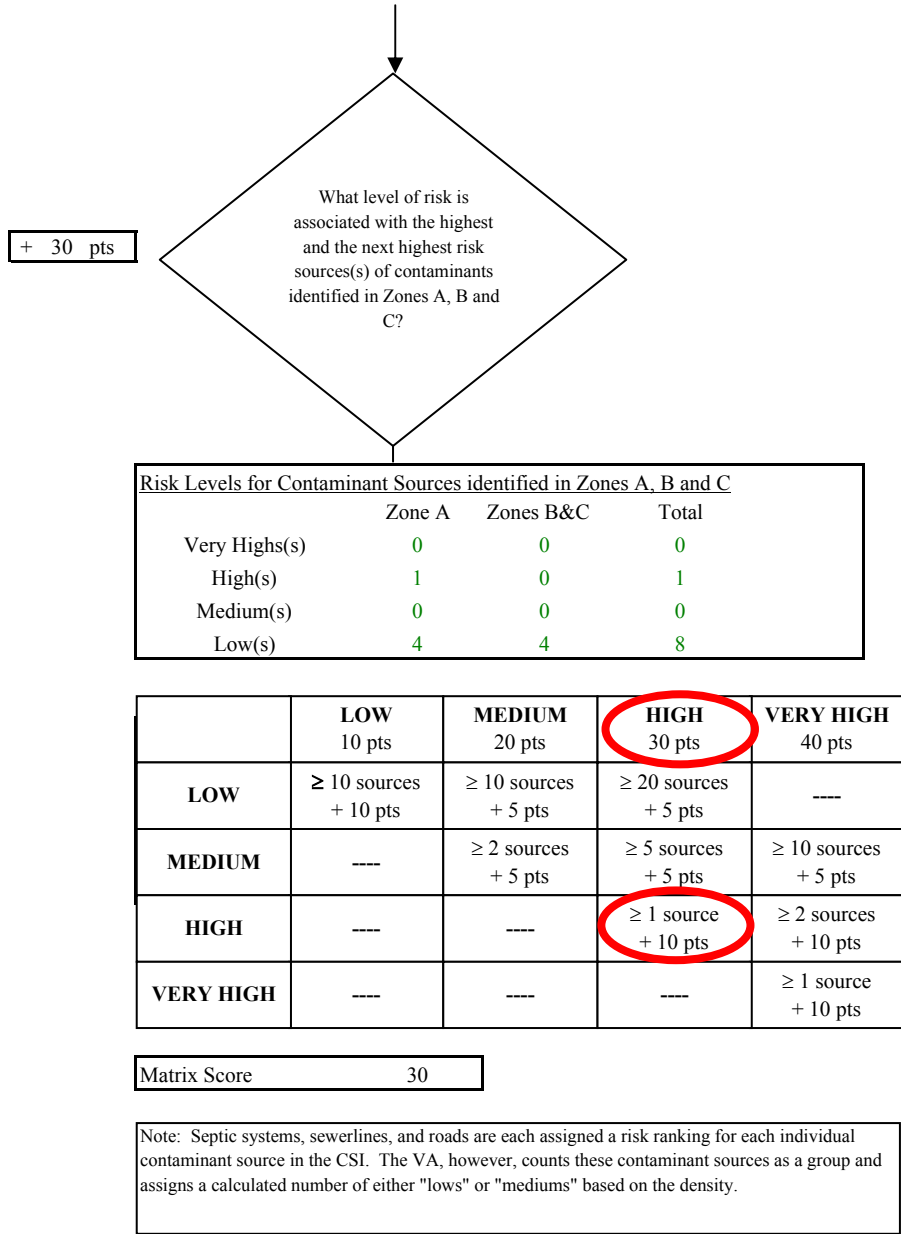 What level of risk is
associated with the highest
and the next highest risk
sources(s) of contaminants
identified in Zones A, B and
C?
+ 30 pts
Risk Levels for Contaminant Sources identified in Zones A, B and C
Zone A Zones B&C Total
Very Highs(s) 0 0 0
High(s) 1 0 1
Medium(s) 0 0 0
Low(s) 4 4 8
LOW MEDIUM HIGH VERY HIGH
10 pts 20 pts 30 pts 40 pts
LOW ≥ 10 sources ≥ 10 sources ≥ 20 sources ----
+ 10 pts + 5 pts + 5 pts
MEDIUM ---- ≥ 2 sources ≥ 5 sources ≥ 10 sources
+ 5 pts + 5 pts + 5 pts
HIGH ---- ---- ≥ 1 source ≥ 2 sources
+ 10 pts + 10 pts
VERY HIGH ---- ---- ---- ≥ 1 source
+ 10 pts
Matrix Score 30
Note: Septic systems, sewerlines, and roads are each assigned a risk ranking for each individual
contaminant source in the CSI. The VA, however, counts these contaminant sources as a group and
assigns a calculated number of either "lows" or "mediums" based on the density.